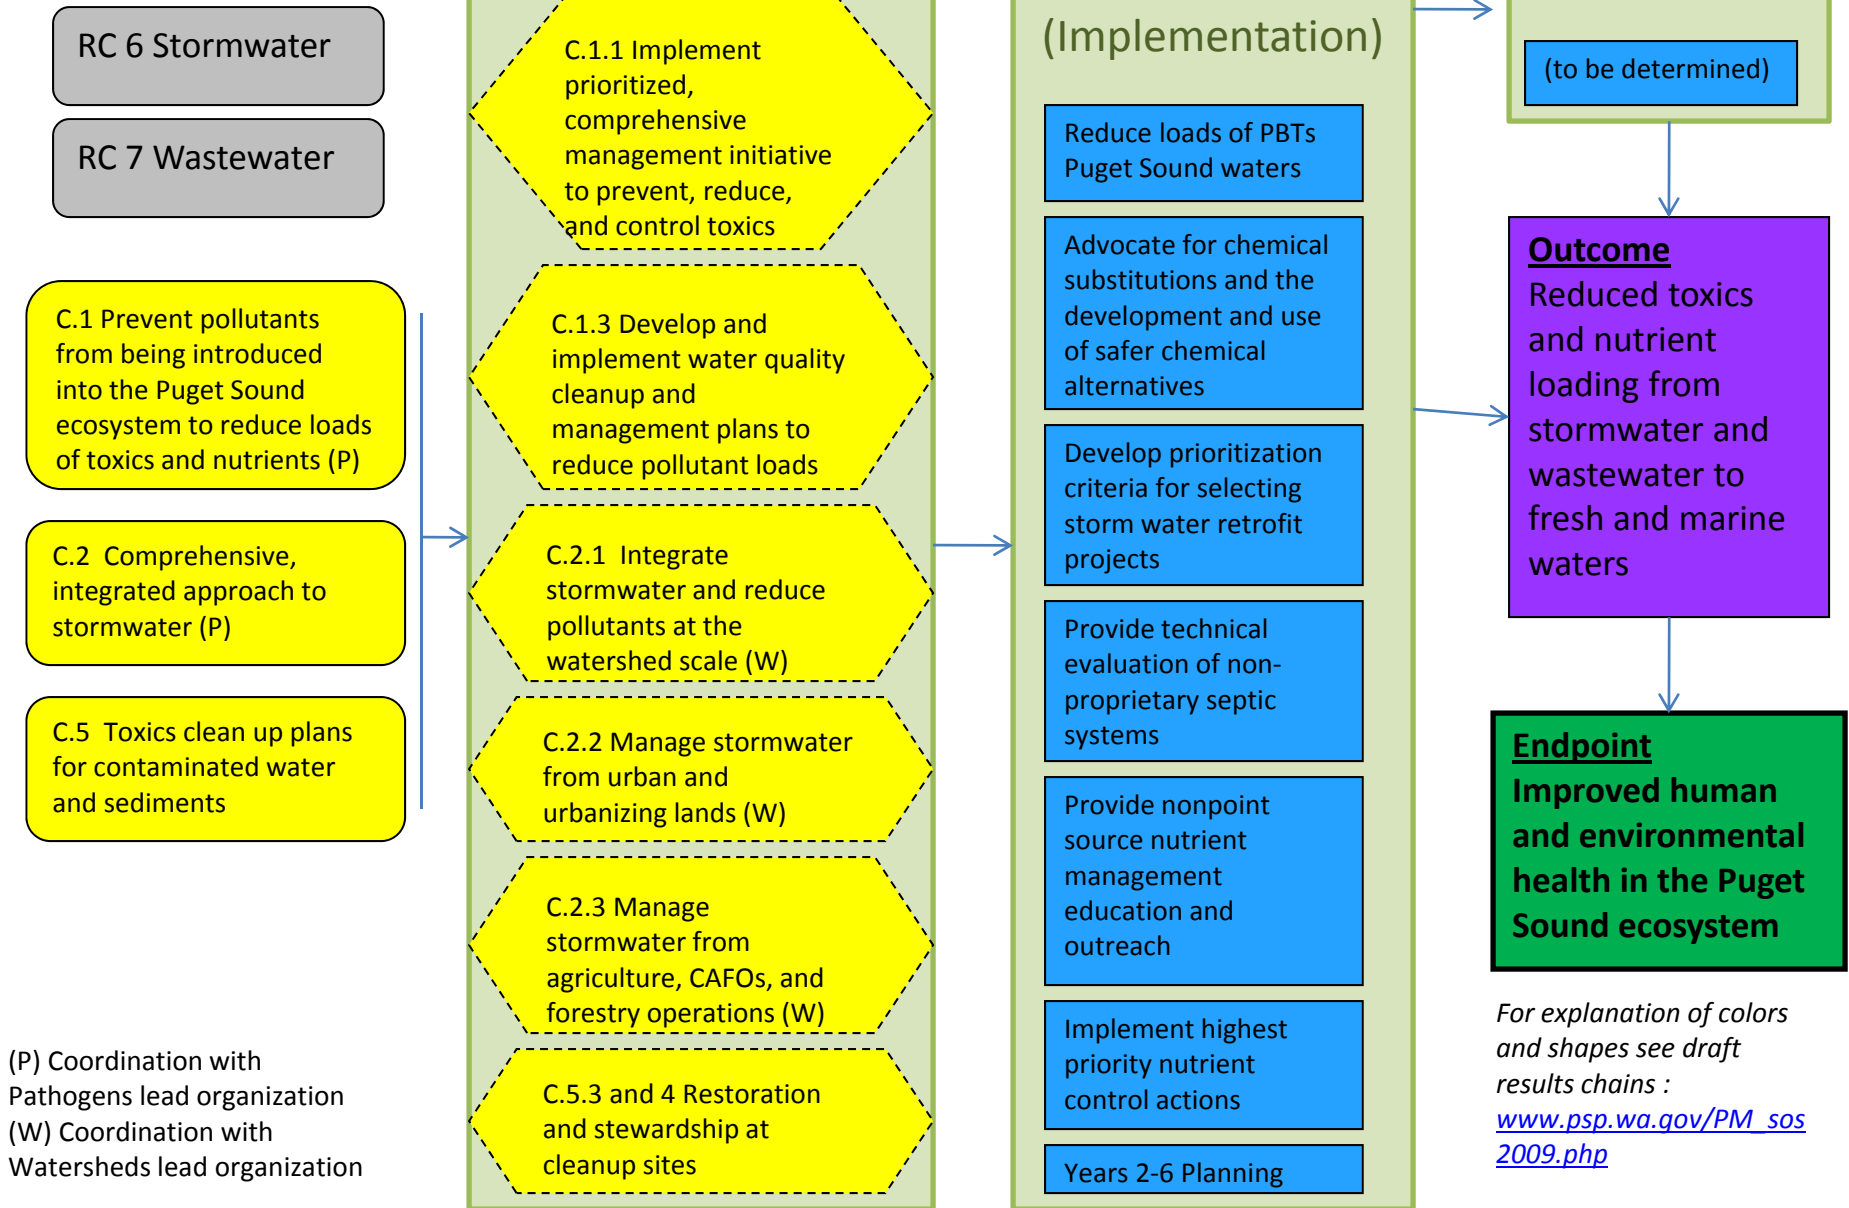 RC 6 Stormwater
RC 7 Wastewater
C.1 Prevent pollutants
from being introduced
into the Puget Sound
ecosystem to reduce loads
of toxics and nutrients (P)
C.2  Comprehensive,
integrated approach to
stormwater (P)
C.5  Toxics clean up plans
for contaminated water
and sediments
(P) Coordination with
Pathogens lead organization
(W) Coordination with
Watersheds lead organization
C.1.1 Implement
prioritized,
comprehensive
management initiative
to prevent, reduce,
and control toxics
C.1.3 Develop and
implement water quality
cleanup and
management plans to
reduce pollutant loads
C.2.1  Integrate
stormwater and reduce
pollutants at the
watershed scale (W)
C.2.2 Manage stormwater
from urban and
urbanizing lands (W)
C.2.3 Manage
stormwater from
agriculture, CAFOs, and
forestry operations (W)
C.5.3 and 4 Restoration
and stewardship at
cleanup sites
(Implementation)
Reduce loads of PBTs
Puget Sound waters
Advocate for chemical
substitutions and the
development and use
of safer chemical
alternatives
Develop prioritization
criteria for selecting
storm water retrofit
projects
Provide technical
evaluation of non-
proprietary septic
systems
Provide nonpoint
source nutrient
management
education and
outreach
Implement highest
priority nutrient
control actions
Years 2-6 Planning
(to be determined)
Outcome
Reduced toxics
and nutrient
loading from
stormwater and
wastewater to
fresh and marine
waters
Endpoint
Improved human
and environmental
health in the Puget
Sound ecosystem
For explanation of colors
and shapes see draft
results chains :
www.psp.wa.gov/PM_sos
2009.php